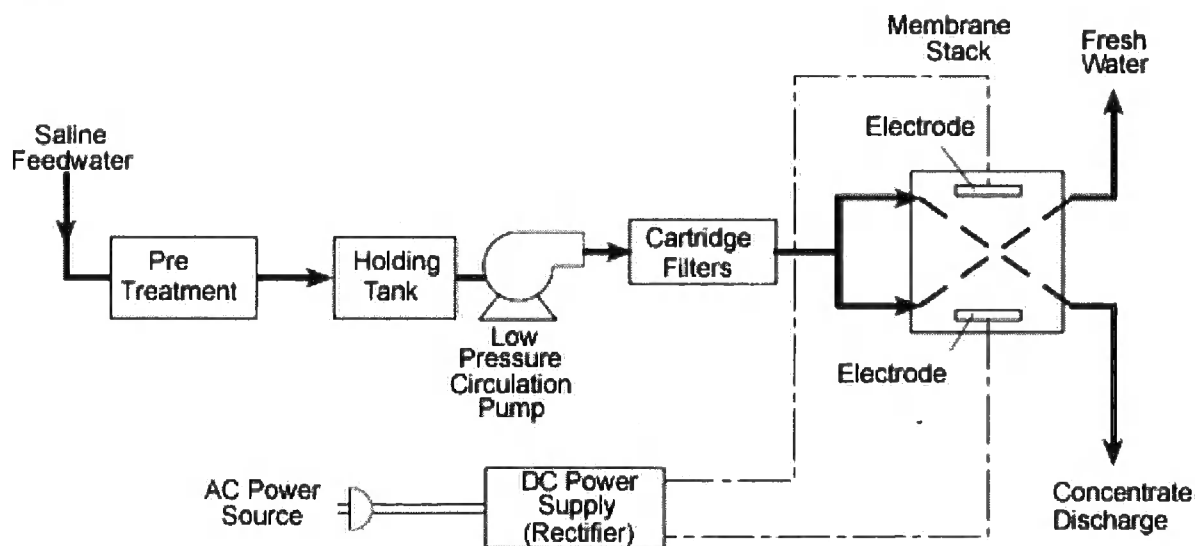 Membrane
Stack
Fresh
Water
Electrode
Saline
Feedwater
Pre
Treatment
Holding
Tank
Cartridge
Filters
Low
Pressure
Circulation
Pump
Electrode
AC Power
Source
DC Power
Supply
(Rectifier)
Concentrate
Discharge